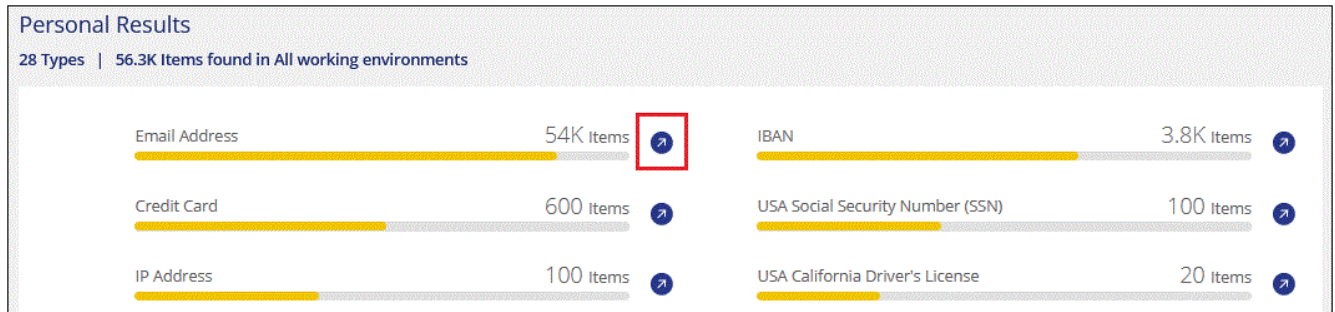 Personal Results
28 Types | 56.3K Items found in All working environments
Email Address 54K Items
IBAN 3.8K Items
Credit Card 600 Items
USA Social Security Number (SSN) 100 Items
IP Address 100 Items
USA California Driver's License 20 Items